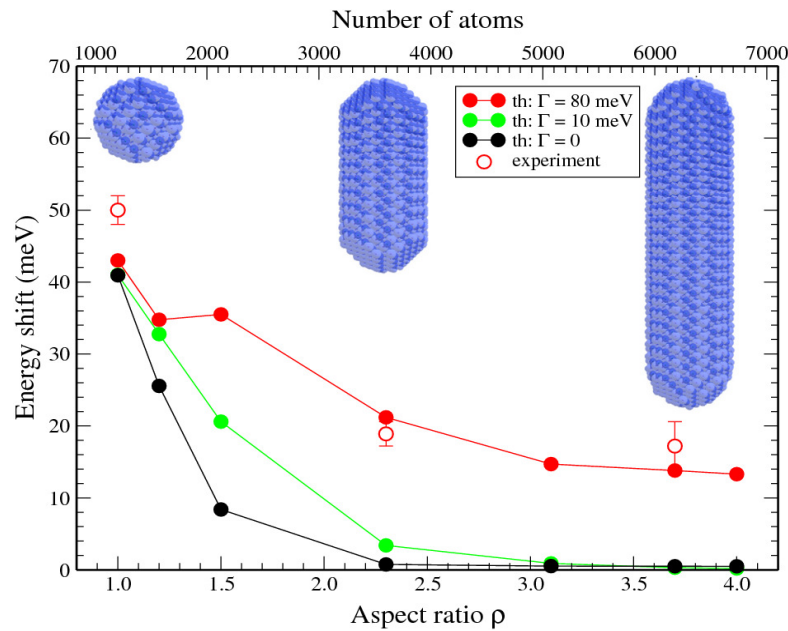 Number of atoms
1000 2000 3000 4000 5000 6000 7000
70
60
50
40
30
20
10
0
Energy shift (meV)
th: Γ = 80 meV
th: Γ = 10 meV
th: Γ = 0
experiment
1.0 1.5 2.0 2.5 3.0 3.5 4.0
Aspect ratio ρ